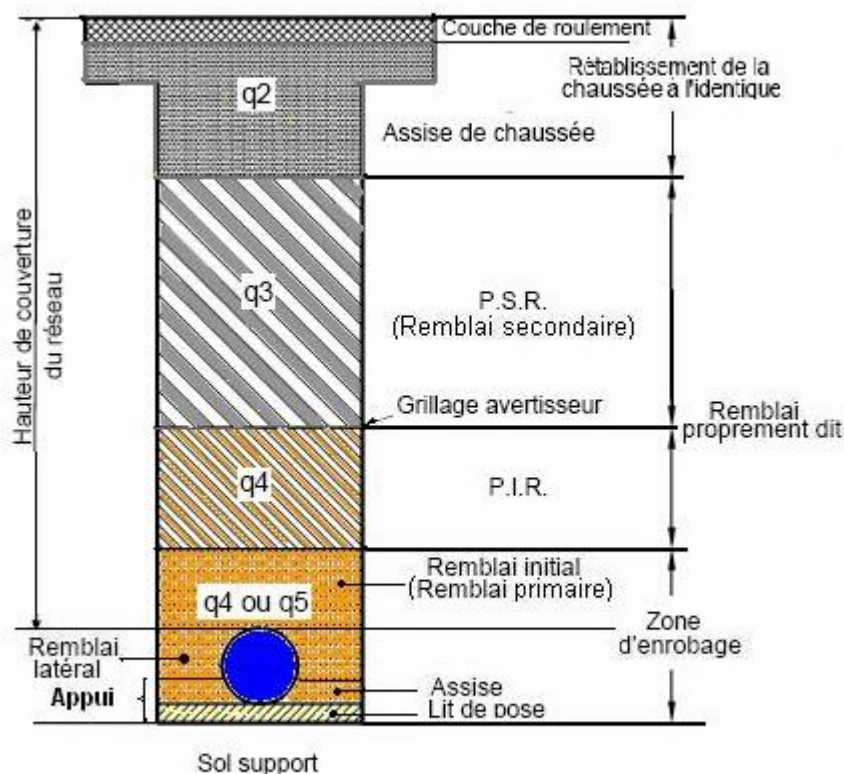 Couche de roulement
Rétablissement de la
chaussée à l'identique
q2
Assise de chaussée
Hauteur de couverture
du réseau
q3
P.S.R.
(Remblai secondaire)
Grillage avertisseur
Remblai
proprement dit
q4
P.I.R.
Remblai initial
(Remblai primaire)
q4 ou q5
Zone
d'enrobage
Remblai
latéral
Appui
Assise
Lit de pose
Sol support